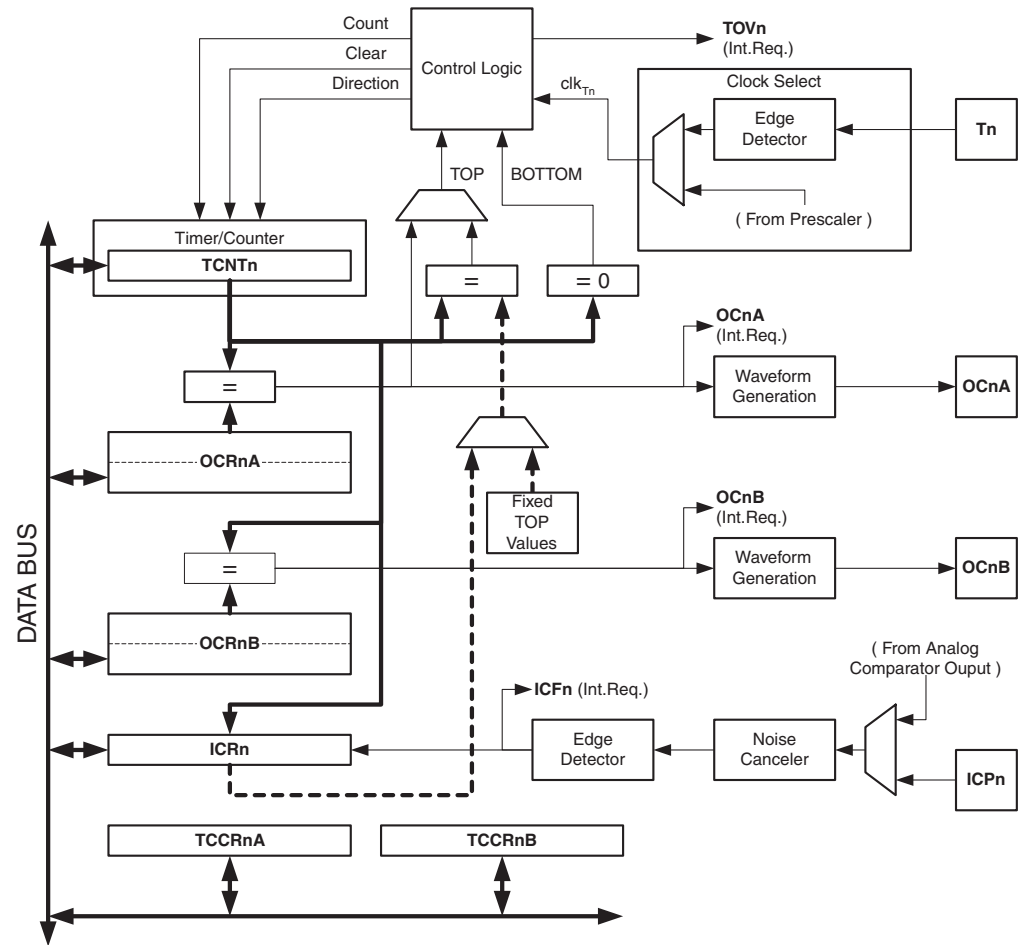 Count
Clear
Direction
Control Logic
TOVn
(Int.Req.)
clkTn
Clock Select
Edge
Detector
Tn
( From Prescaler )
TOP
BOTTOM
Timer/Counter
TCNTn
=
= 0
OCnA
(Int.Req.)
=
Waveform
Generation
OCnA
OCRnA
Fixed
TOP
Values
OCnB
(Int.Req.)
=
Waveform
Generation
OCnB
OCRnB
DATA BUS
( From Analog
Comparator Ouput )
ICFn (Int.Req.)
ICRn
Edge
Detector
Noise
Canceler
ICPn
TCCRnA
TCCRnB